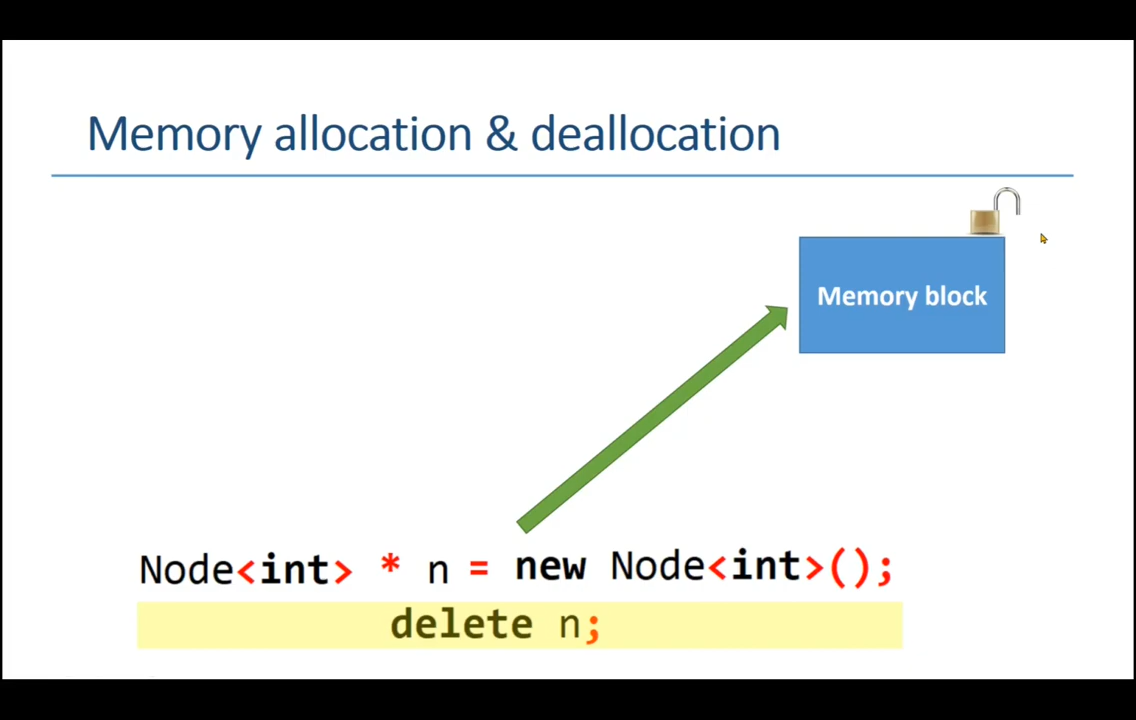 Memory allocation & deallocation
Memory block
Node<int> * n = new Node<int>();
delete n;